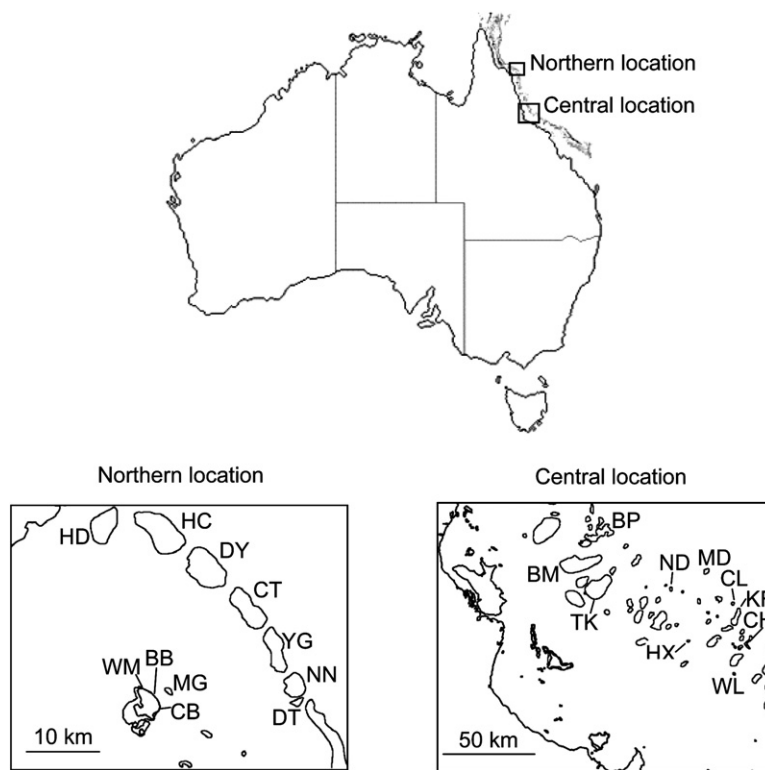 Northern location
Central location
Northern location
HD
HC
DY
CT
YG
NN
DT
WM
BB
MG
CB
10 km
Central location
BP
BM
TK
ND
MD
CL
HX
WL
50 km